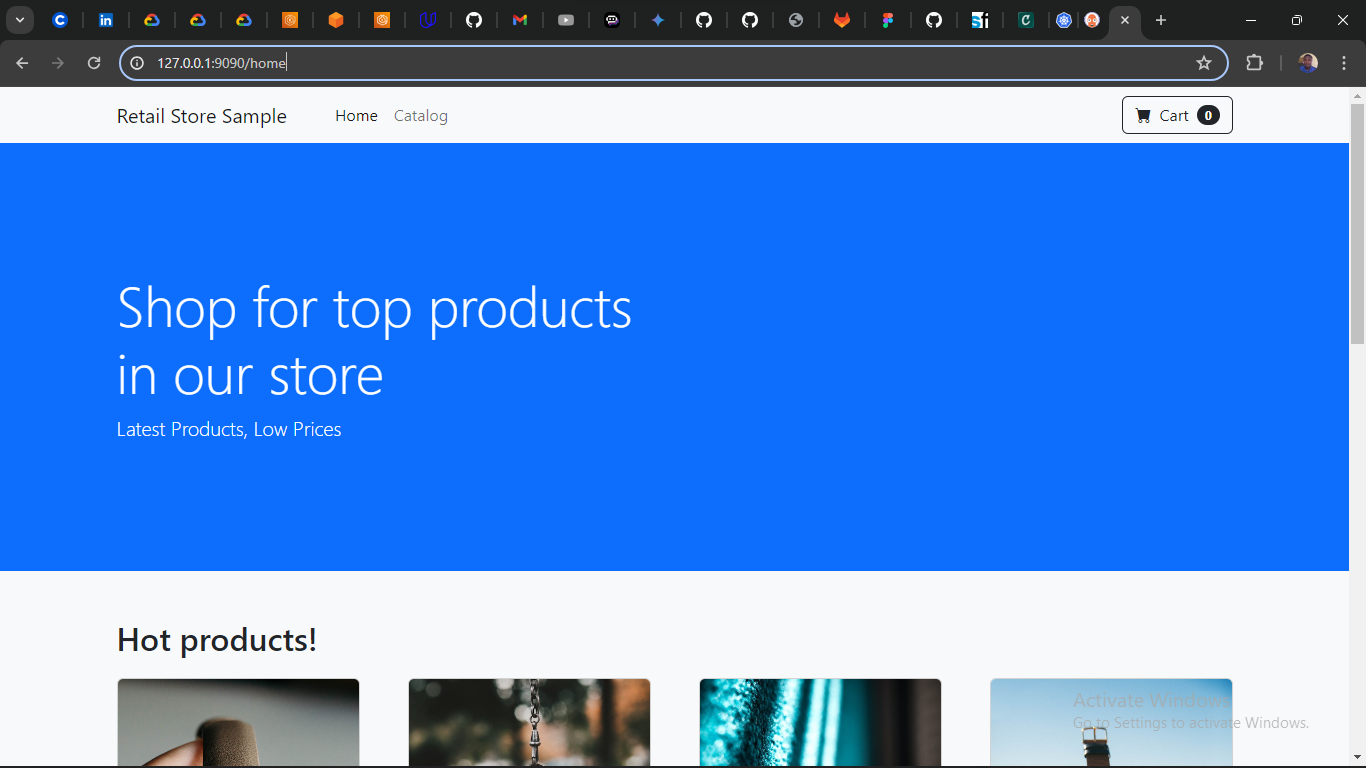 127.0.0.1:9090/home
Retail Store Sample
Home
Catalog
Cart 0
Shop for top products
in our store
Latest Products, Low Prices
Hot products!
Activate Windows
Go to Settings to activate Windows.